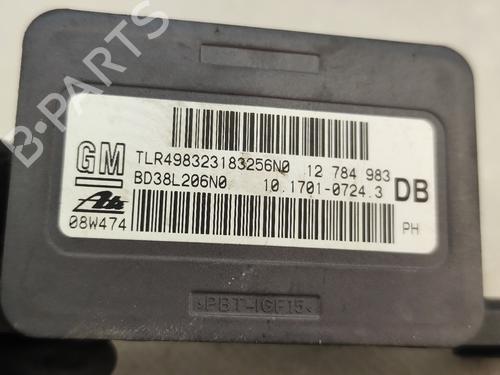 B-PARTS
GM
TLR498323183256N0 12 784 983
BD38L206N0 10.1701-0724.3 DB
Ate
08W474 PH
>PBT-IGF15<